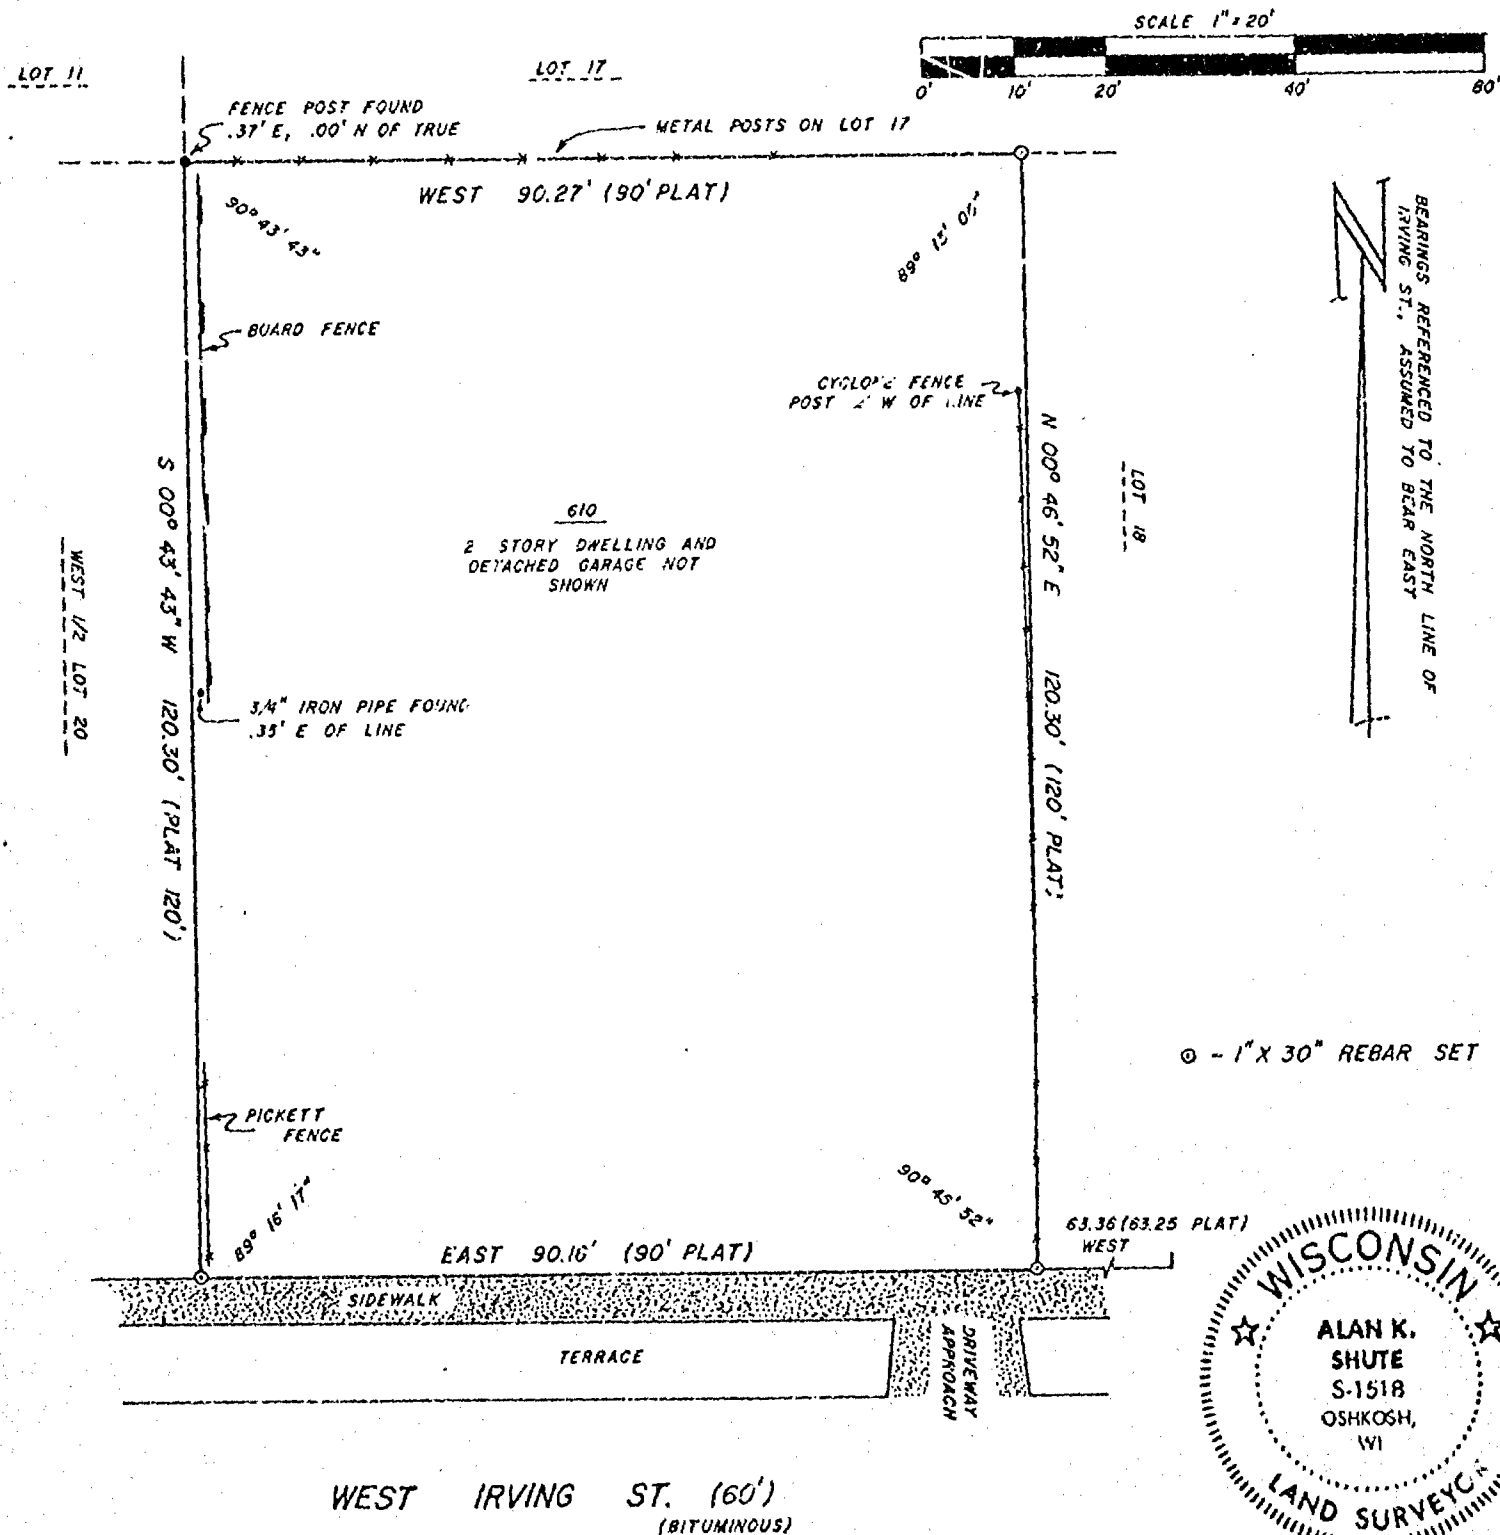 SCALE 1"=20'
0' 10' 20' 40' 80'
LOT 11
LOT 17
FENCE POST FOUND
.37' E, .00' N OF TRUE
METAL POSTS ON LOT 17
WEST 90.27' (90' PLAT)
90° 43' 43"
89° 13'
BOARD FENCE
CYCLONE FENCE
POST W OF LINE
BEARINGS REFERENCED TO THE NORTH LINE OF
IRVING ST., ASSUMED TO BEAR EAST
N
LOT 18
N 00° 46' 52" E 120.30' (120' PLAT)
610
2 STORY DWELLING AND
DETACHED GARAGE NOT
SHOWN
WEST 1/2 LOT 20
S 00° 43' 43" W 120.30' (PLAT 120')
3/4" IRON PIPE FOUND
.35' E OF LINE
⊙ - 1" X 30" REBAR SET
PICKETT
FENCE
89° 16' 17"
90° 45' 52"
63.36 (63.25 PLAT)
WEST
EAST 90.16' (90' PLAT)
SIDEWALK
TERRACE
DRIVEWAY
APPROACH
WEST IRVING ST. (60')
(BITUMINOUS)
WISCONSIN
ALAN K.
SHUTE
S-1518
OSHKOSH,
WI
LAND SURVEYOR